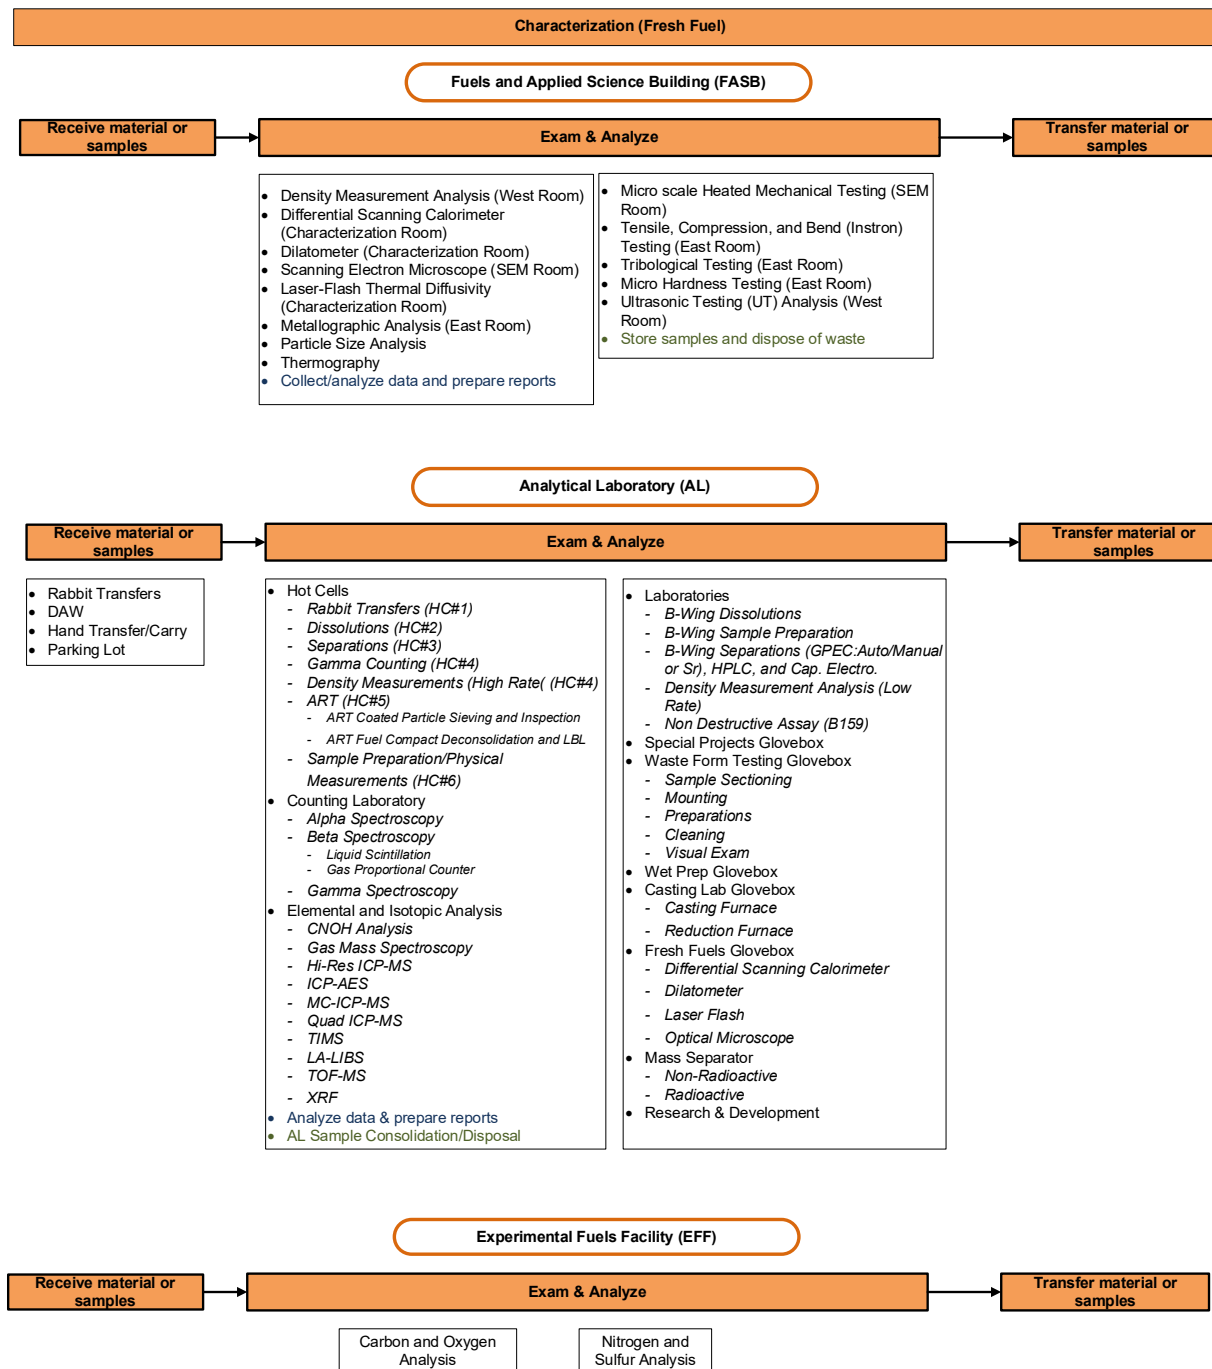 Characterization (Fresh Fuel)
Fuels and Applied Science Building (FASB)
Receive material or
samples
Exam & Analyze
Transfer material or
samples
• Density Measurement Analysis (West Room)
• Differential Scanning Calorimeter
(Characterization Room)
• Dilatometer (Characterization Room)
• Scanning Electron Microscope (SEM Room)
• Laser-Flash Thermal Diffusivity
(Characterization Room)
• Metallographic Analysis (East Room)
• Particle Size Analysis
• Thermography
• Collect/analyze data and prepare reports
• Micro scale Heated Mechanical Testing (SEM
Room)
• Tensile, Compression, and Bend (Instron)
Testing (East Room)
• Tribological Testing (East Room)
• Micro Hardness Testing (East Room)
• Ultrasonic Testing (UT) Analysis (West
Room)
• Store samples and dispose of waste
Analytical Laboratory (AL)
Receive material or
samples
Exam & Analyze
Transfer material or
samples
• Rabbit Transfers
• DAW
• Hand Transfer/Carry
• Parking Lot
• Hot Cells
- Rabbit Transfers (HC#1)
- Dissolutions (HC#2)
- Separations (HC#3)
- Gamma Counting (HC#4)
- Density Measurements (High Rate( (HC#4)
- ART (HC#5)
- ART Coated Particle Sieving and Inspection
- ART Fuel Compact Deconsolidation and LBL
- Sample Preparation/Physical
Measurements (HC#6)
• Counting Laboratory
- Alpha Spectroscopy
- Beta Spectroscopy
- Liquid Scintillation
- Gas Proportional Counter
- Gamma Spectroscopy
• Elemental and Isotopic Analysis
- CNOH Analysis
- Gas Mass Spectroscopy
- Hi-Res ICP-MS
- ICP-AES
- MC-ICP-MS
- Quad ICP-MS
- TIMS
- LA-LIBS
- TOF-MS
- XRF
• Analyze data & prepare reports
• AL Sample Consolidation/Disposal
• Laboratories
- B-Wing Dissolutions
- B-Wing Sample Preparation
- B-Wing Separations (GPEC:Auto/Manual
or Sr), HPLC, and Cap. Electro.
- Density Measurement Analysis (Low
Rate)
- Non Destructive Assay (B159)
• Special Projects Glovebox
• Waste Form Testing Glovebox
- Sample Sectioning
- Mounting
- Preparations
- Cleaning
- Visual Exam
• Wet Prep Glovebox
• Casting Lab Glovebox
- Casting Furnace
- Reduction Furnace
• Fresh Fuels Glovebox
- Differential Scanning Calorimeter
- Dilatometer
- Laser Flash
- Optical Microscope
• Mass Separator
- Non-Radioactive
- Radioactive
• Research & Development
Experimental Fuels Facility (EFF)
Receive material or
samples
Exam & Analyze
Transfer material or
samples
Carbon and Oxygen
Analysis
Nitrogen and
Sulfur Analysis